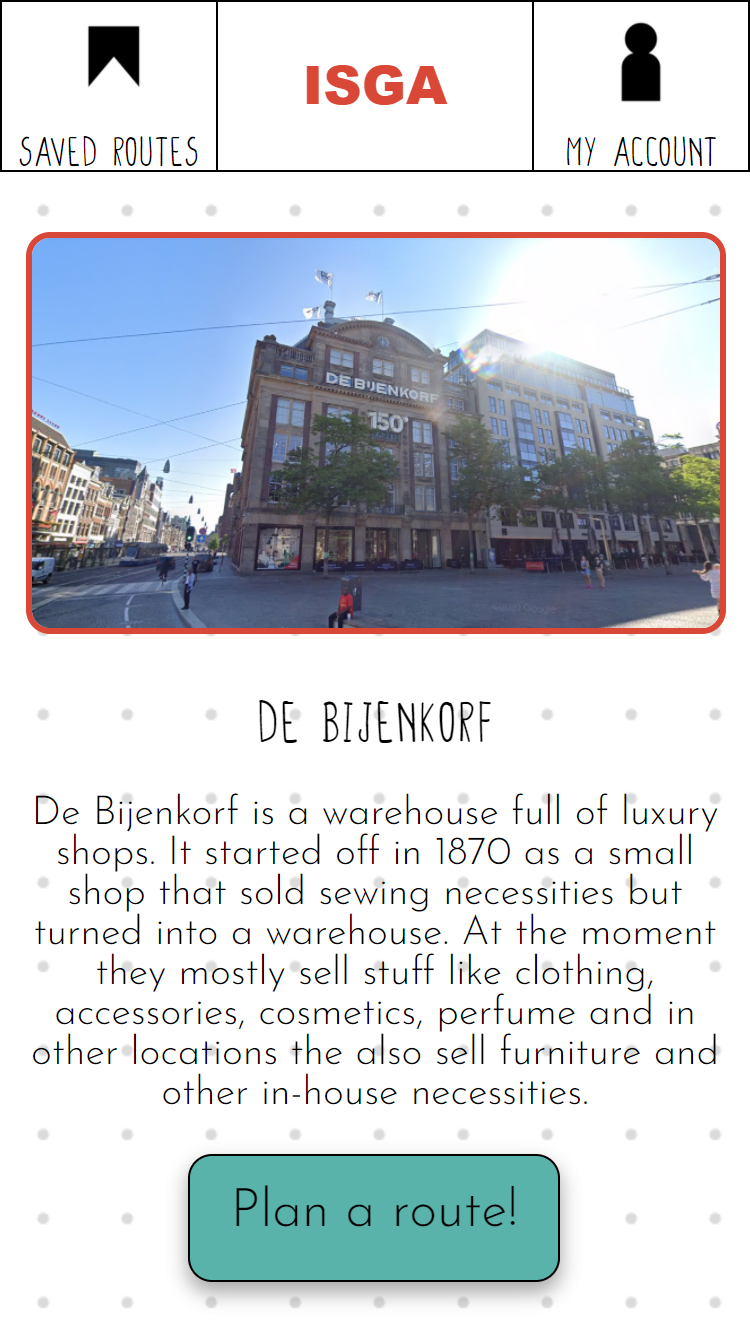 SAVED ROUTES
ISGA
MY ACCOUNT
DE BIJENKORF
150*
DE BIJENKORF
De Bijenkorf is a warehouse full of luxury
shops. It started off in 1870 as a small
shop that sold sewing necessities but
turned into a warehouse. At the moment
they mostly sell stuff like clothing,
accessories, cosmetics, perfume and in
other locations the also sell furniture and
other in-house necessities.
Plan a route!